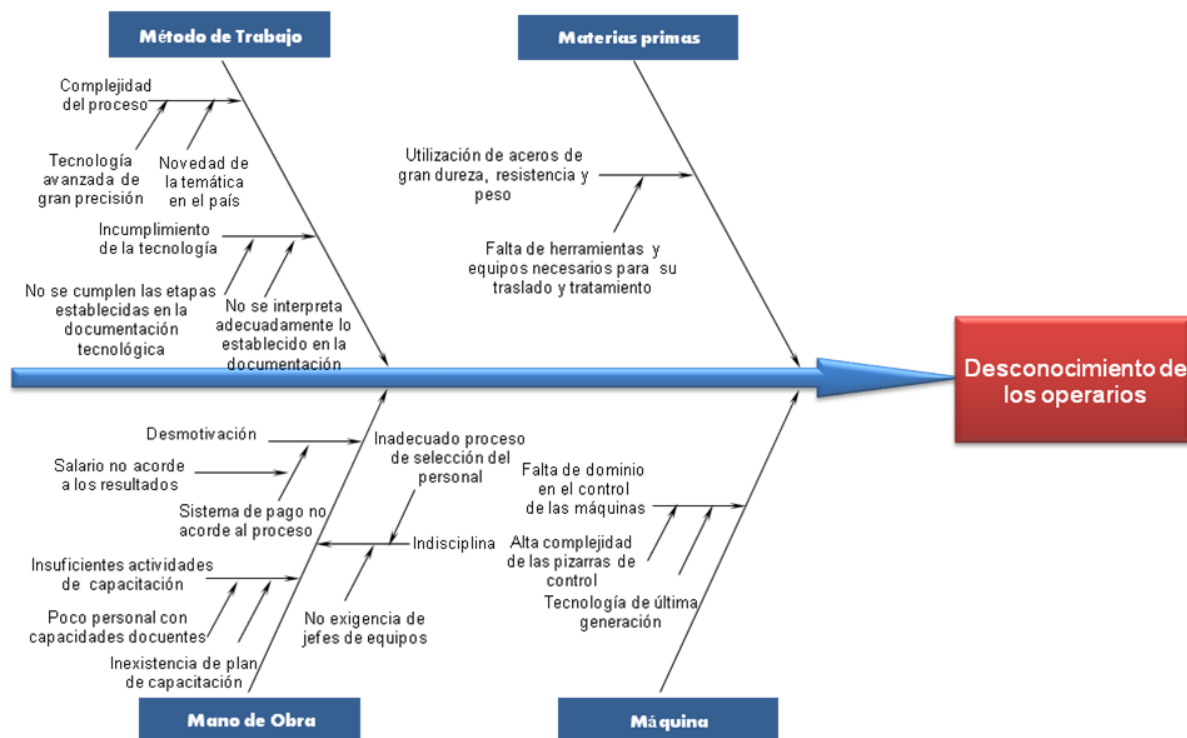 Método de Trabajo
Materias primas
Complejidad
del proceso
Tecnología
avanzada de
gran precisión
Novedad de
la temática
en el país
Utilización de aceros de
gran dureza, resistencia y
peso
Incumplimiento
de la tecnología
Falta de herramientas y
equipos necesarios para su
traslado y tratamiento
No se cumplen las etapas
establecidas en la
documentación
tecnológica
No se interpreta
adecuadamente lo
establecido en la
documentación
Desconocimiento de
los operarios
Desmotivación
Salario no acorde
a los resultados
Sistema de pago no
acorde al proceso
Inadecuado proceso
de selección del
personal
Indisciplina
No exigencia de
jefes de equipos
Insuficientes actividades
de capacitación
Poco personal con
capacidades docuentes
Inexistencia de plan
de capacitación
Falta de dominio
en el control
de las máquinas
Alta complejidad
de las pizarras de
control
Tecnología de última
generación
Mano de Obra
Máquina